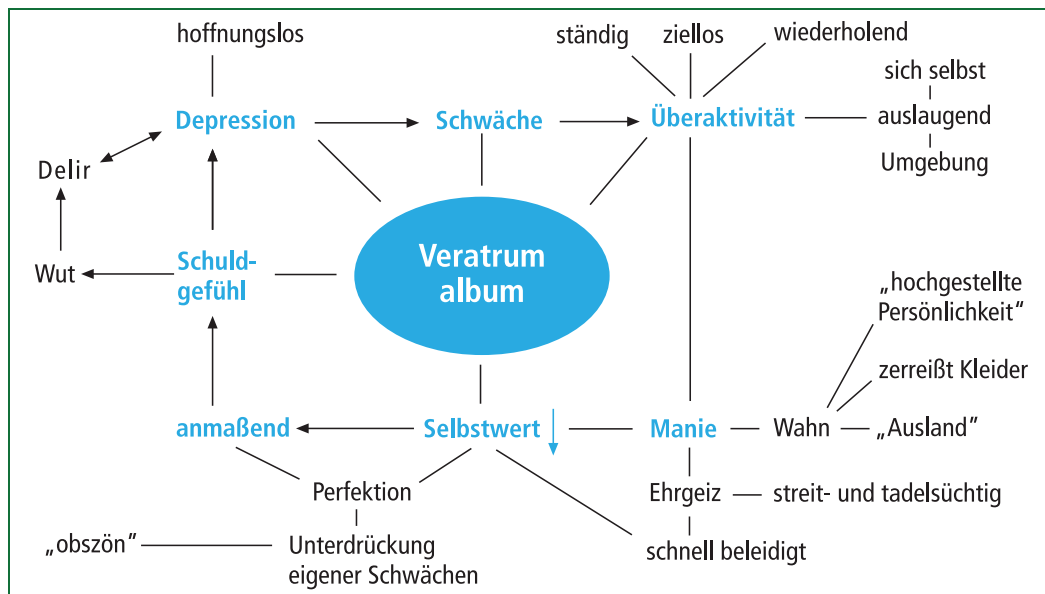 hoffnungslos
ständig
ziellos
wiederholend
sich selbst
Depression
Schwäche
Überaktivität
auslaugend
Delir
Umgebung
Veratrum
album
Wut
Schuld-
gefühl
„hochgestellte
Persönlichkeit“
zerreißt Kleider
anmaßend
Selbstwert
Manie
Wahn
„Ausland“
Perfektion
Ehrgeiz
streit- und tadelsüchtig
„obszön“
Unterdrückung
eigener Schwächen
schnell beleidigt